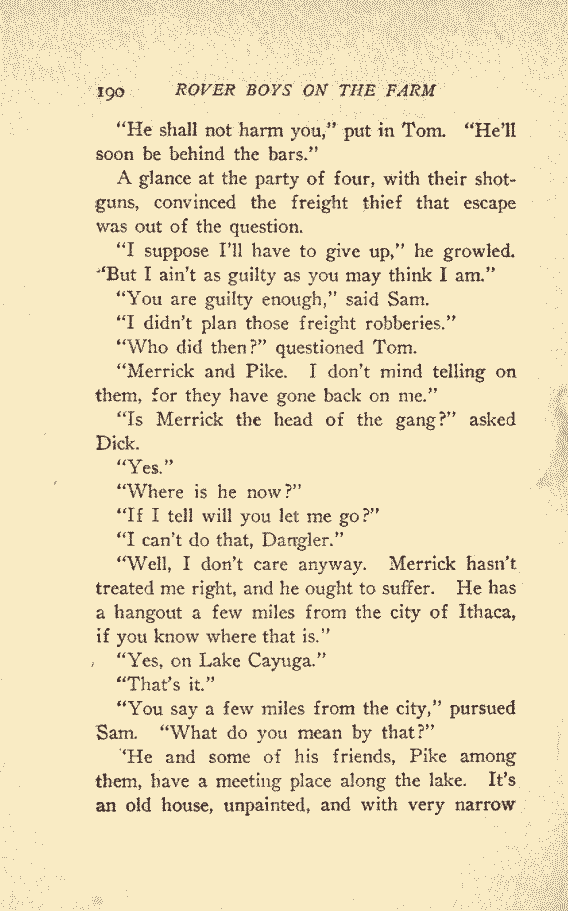 190 ROVER BOYS ON THE FARM
"He shall not harm you," put in Tom. "He'll
soon be behind the bars."
A glance at the party of four, with their shot-
guns, convinced the freight thief that escape
was out of the question.
"I suppose I'll have to give up," he growled.
"But I ain't as guilty as you may think I am."
"You are guilty enough," said Sam.
"I didn't plan those freight robberies."
"Who did then?" questioned Tom.
"Merrick and Pike. I don't mind telling on
them, for they have gone back on me."
"Is Merrick the head of the gang?" asked
Dick.
"Yes."
"Where is he now?"
"If I tell will you let me go?"
"I can't do that, Dangler."
"Well, I don't care anyway. Merrick hasn't
treated me right, and he ought to suffer. He has
a hangout a few miles from the city of Ithaca,
if you know where that is."
"Yes, on Lake Cayuga."
"That's it."
"You say a few miles from the city," pursued
Sam. "What do you mean by that?"
"He and some of his friends, Pike among
them, have a meeting place along the lake. It's
an old house, unpainted, and with very narrow